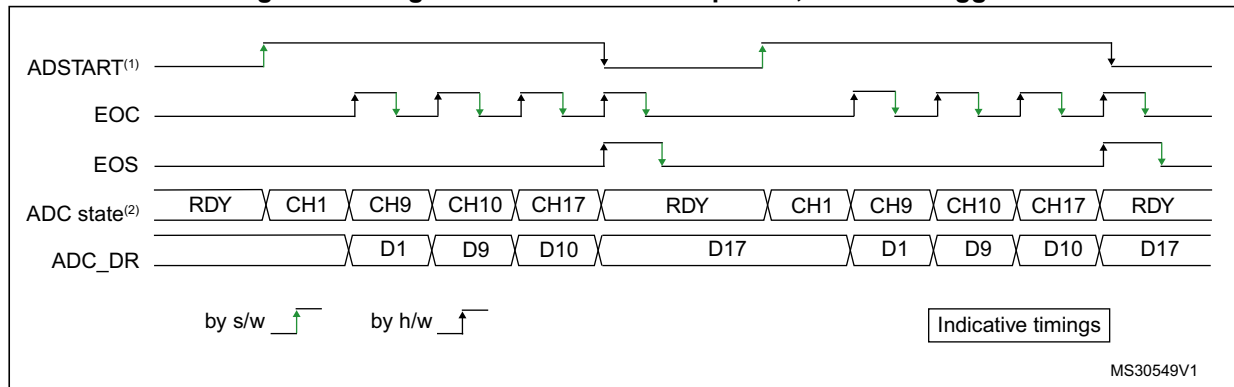 ADSTART(1)
EOC
EOS
ADC state(2) RDY CH1 CH9 CH10 CH17 RDY CH1 CH9 CH10 CH17 RDY
ADC_DR D1 D9 D10 D17 D1 D9 D10 D17
by s/w by h/w Indicative timings
MS30549V1